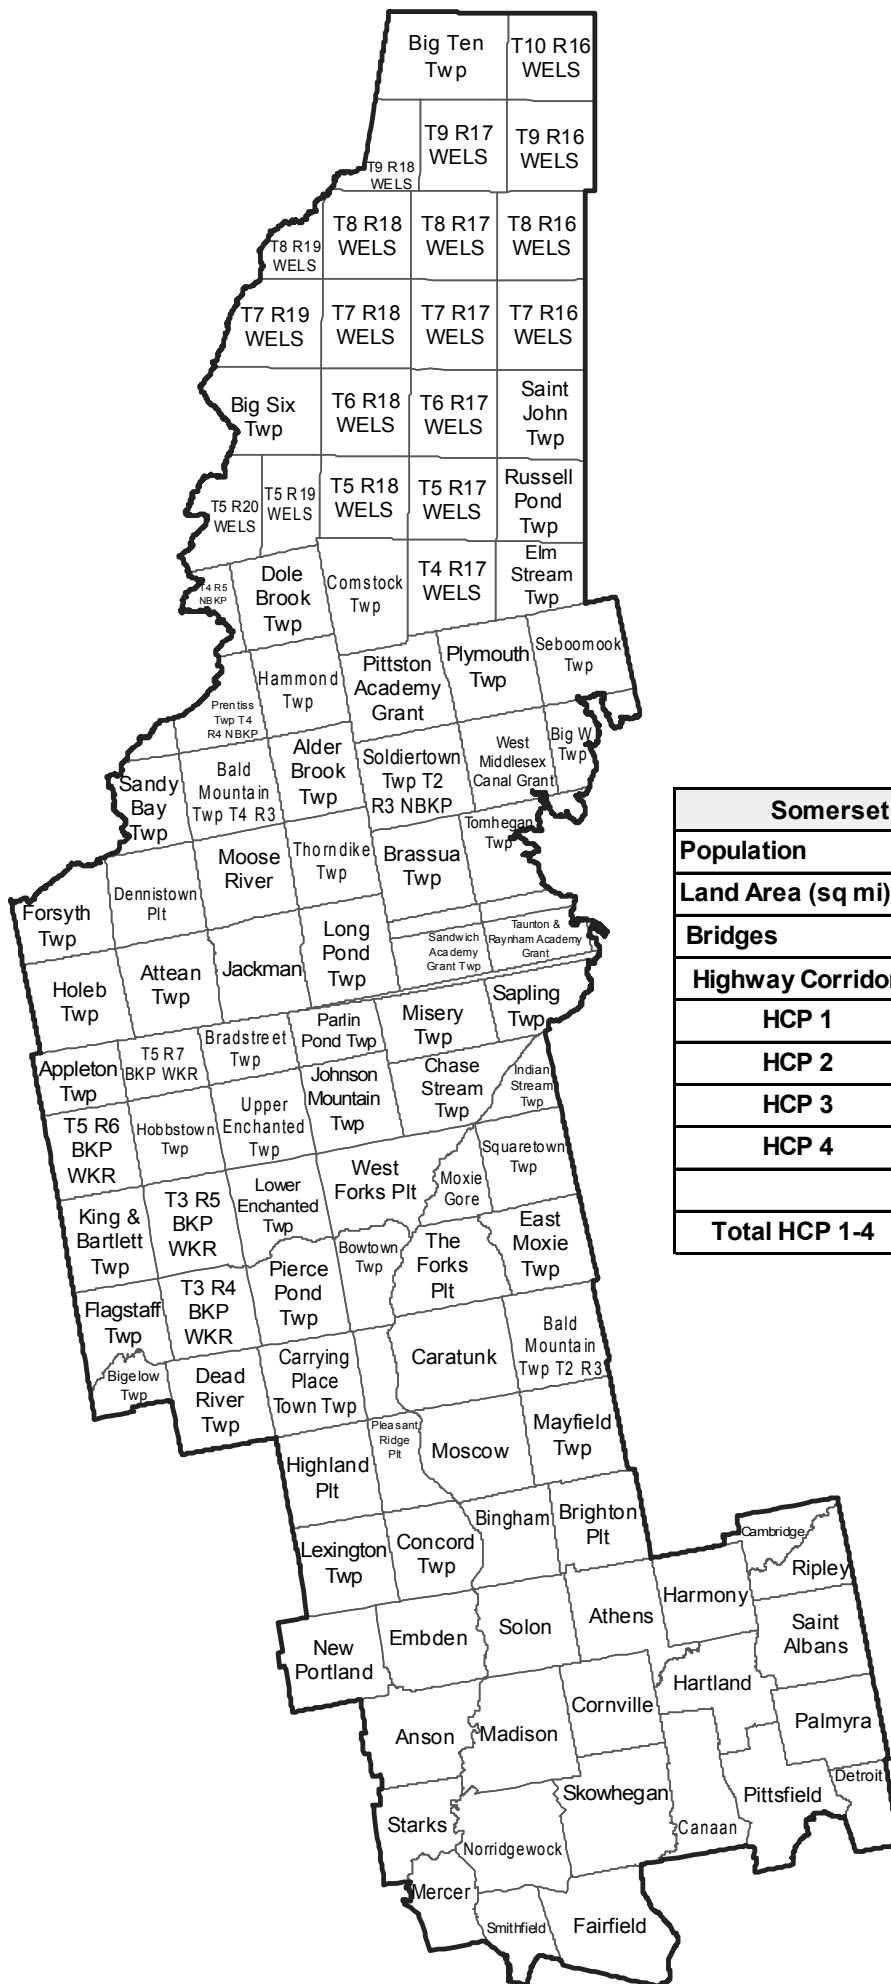 Big Ten
Twp
T10 R16
WELS
T9 R18
WELS
T9 R17
WELS
T9 R16
WELS
T8 R19
WELS
T8 R18
WELS
T8 R17
WELS
T8 R16
WELS
T7 R19
WELS
T7 R18
WELS
T7 R17
WELS
T7 R16
WELS
Big Six
Twp
T6 R18
WELS
T6 R17
WELS
Saint
John
Twp
T5 R20
WELS
T5 R19
WELS
T5 R18
WELS
T5 R17
WELS
Russell
Pond
Twp
T4 R5
NBKP
Dole
Brook
Twp
Comstock
Twp
T4 R17
WELS
Elm
Stream
Twp
Prentiss
Twp T4
R4 NBKP
Hammond
Twp
Pittston
Academy
Grant
Plymouth
Twp
Seboomook
Twp
Sandy
Bay
Twp
Bald
Mountain
Twp T4 R3
Alder
Brook
Twp
Soldiertown
Twp T2
R3 NBKP
West
Middlesex
Canal Grant
Big W
Twp
Forsyth
Twp
Dennistown
Plt
Moose
River
Thorndike
Twp
Brassua
Twp
Tomhegan
Twp
Holeb
Twp
Attean
Twp
Jackman
Long
Pond
Twp
Sandwich
Academy
Grant Twp
Taunton &
Raynham Academy
Grant
Appleton
Twp
T5 R7
BKP WKR
Bradstreet
Twp
Parlin
Pond Twp
Misery
Twp
Sapling
Twp
T5 R6
BKP
WKR
Hobbstown
Twp
Upper
Enchanted
Twp
Johnson
Mountain
Twp
Chase
Stream
Twp
Indian
Stream
Twp
King &
Bartlett
Twp
T3 R5
BKP
WKR
Lower
Enchanted
Twp
West
Forks Plt
Moxie
Gore
Squaretown
Twp
Flagstaff
Twp
T3 R4
BKP
WKR
Pierce
Pond
Twp
Bowtown
Twp
The
Forks
Plt
East
Moxie
Twp
Bigelow
Twp
Dead
River
Twp
Carrying
Place
Town Twp
Caratunk
Bald
Mountain
Twp T2 R3
Highland
Plt
Pleasant
Ridge
Plt
Moscow
Mayfield
Twp
Lexington
Twp
Concord
Twp
Bingham
Brighton
Plt
Cambridge
Ripley
New
Portland
Embden
Solon
Athens
Harmony
Saint
Albans
Anson
Madison
Cornville
Hartland
Palmyra
Starks
Norridgewock
Skowhegan
Canaan
Pittsfield
Detroit
Mercer
Smithfield
Fairfield
Somerset
Population
Land Area (sq mi)
Bridges
Highway Corridor
HCP 1
HCP 2
HCP 3
HCP 4
Total HCP 1-4